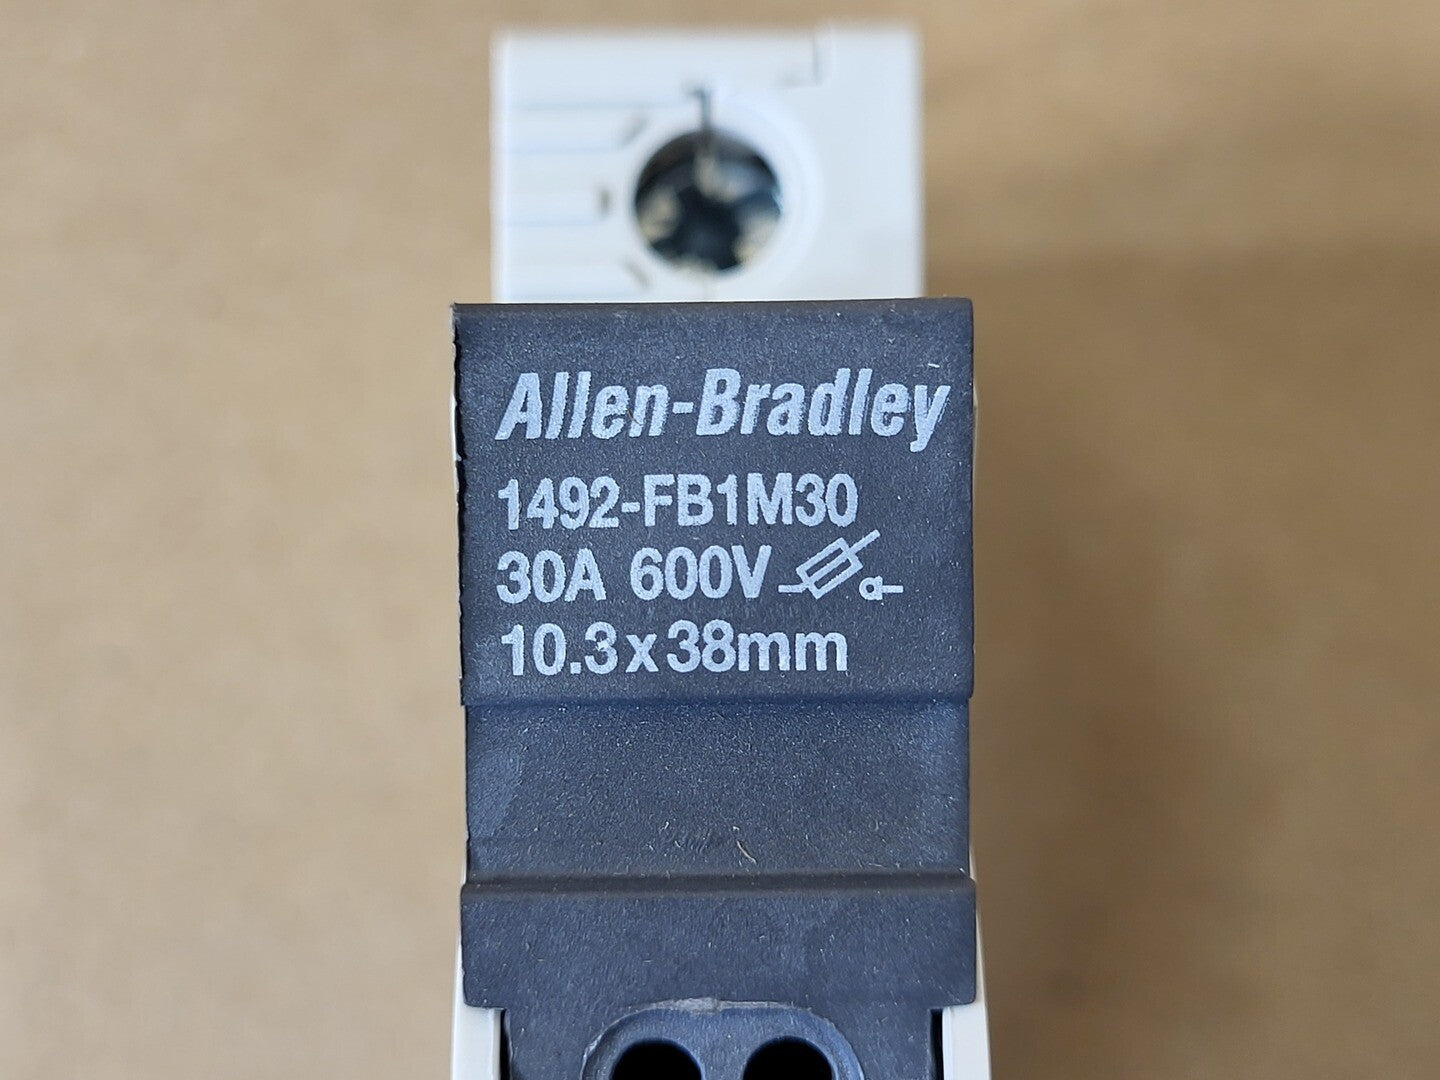 Allen-Bradley
1492-FB1M30
30A 600V
10.3x38mm